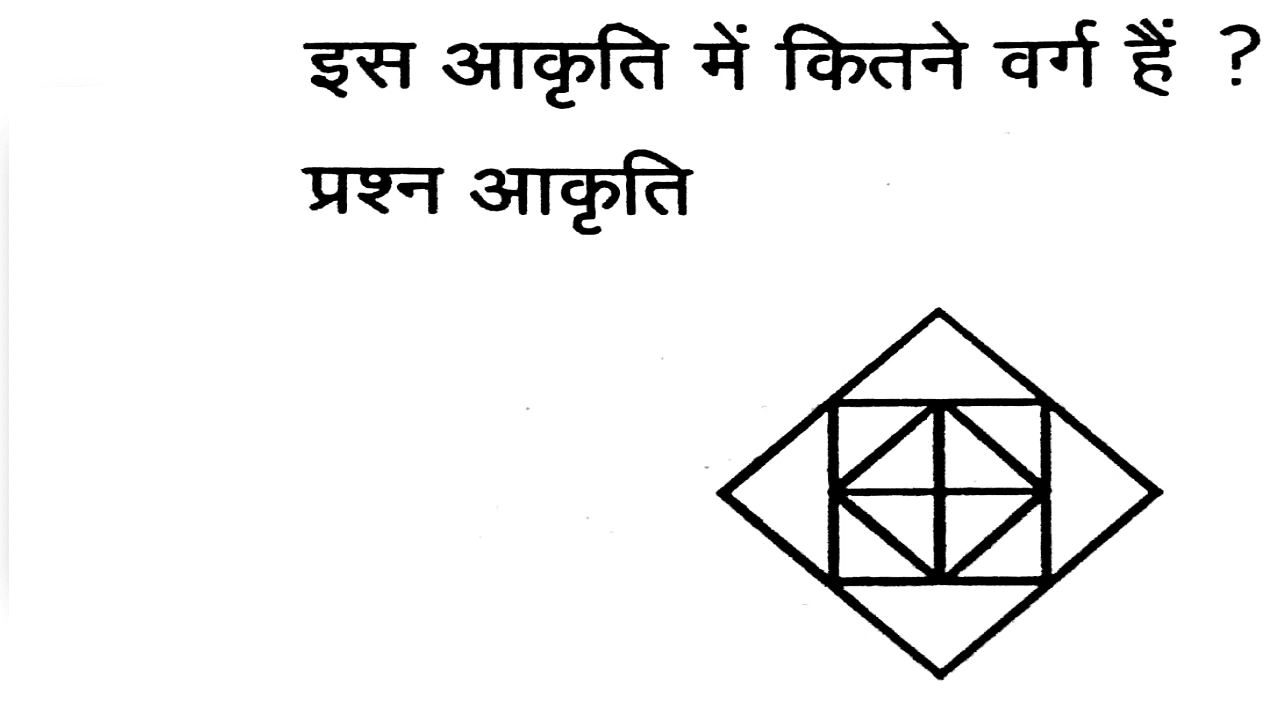 इस आकृति में कितने वर्ग हैं ?
प्रश्न आकृति